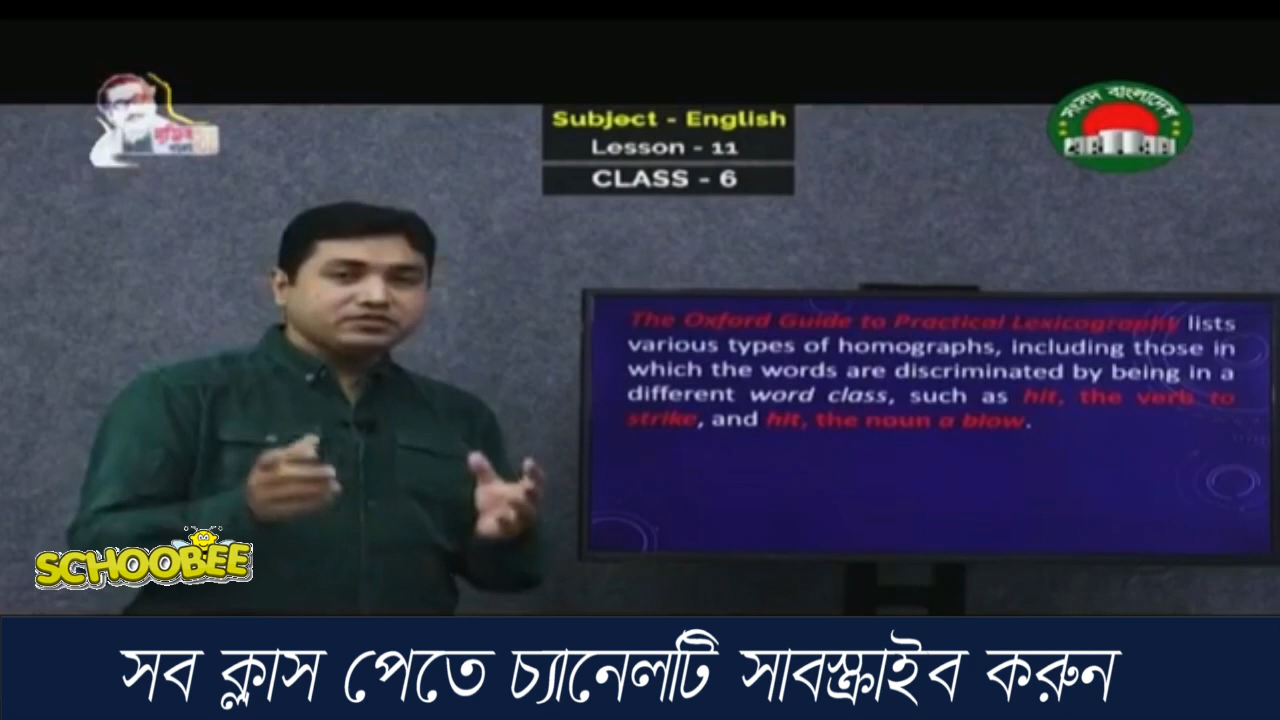 সংসদ বাংলাদেশ
Subject - English
Lesson - 11
CLASS - 6
The Oxford Guide to Practical Lexicography lists
various types of homographs, including those in
which the words are discriminated by being in a
different word class, such as hit, the verb to
strike, and hit, the noun a blow.
SCHOOBEE
সব ক্লাস পেতে চ্যানেলটি সাবস্ক্রাইব করুন